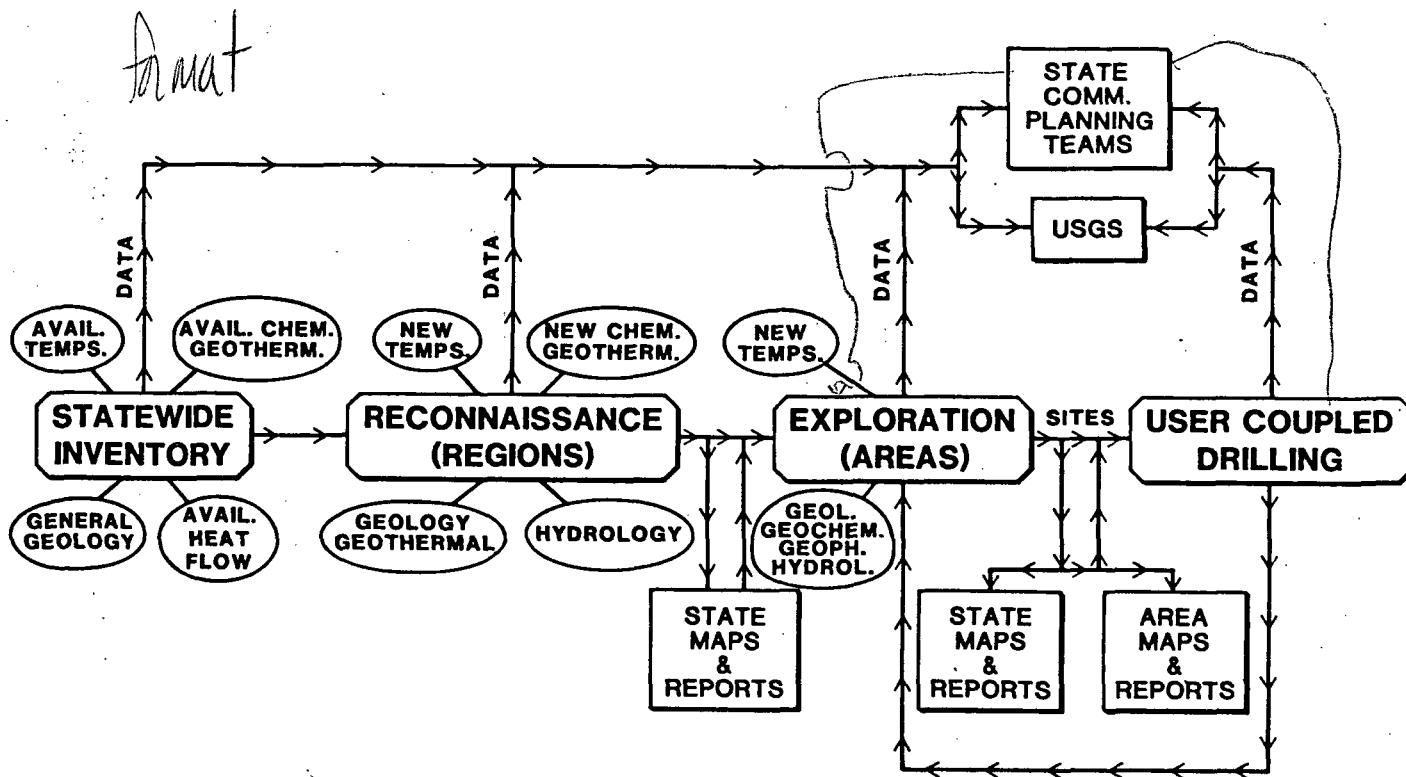 format
STATE
COMM.
PLANNING
TEAMS
USGS
DATA
DATA
DATA
DATA
AVAIL.
TEMPS.
AVAIL. CHEM.
GEOTHERM.
NEW
TEMPS.
NEW CHEM.
GEOTHERM.
NEW
TEMPS.
STATEWIDE
INVENTORY
RECONNAISSANCE
(REGIONS)
EXPLORATION
(AREAS)
SITES
USER COUPLED
DRILLING
GENERAL
GEOLOGY
AVAIL.
HEAT
FLOW
GEOLOGY
GEOTHERMAL
HYDROLOGY
GEOL.
GEOCHEM.
GEOPH.
HYDROL.
STATE
MAPS
&
REPORTS
STATE
MAPS
&
REPORTS
AREA
MAPS
&
REPORTS